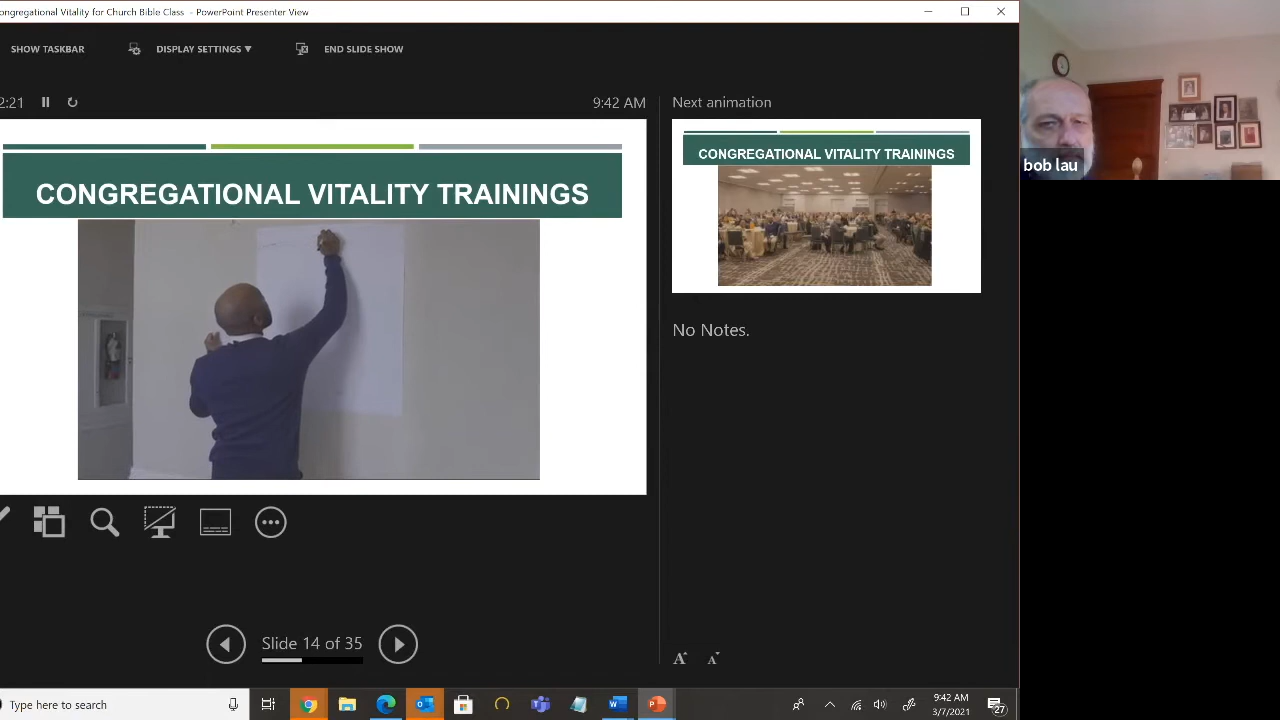 ongregational Vitality for Church Bible Class - PowerPoint Presenter View
SHOW TASKBAR
DISPLAY SETTINGS ▼
END SLIDE SHOW
2:21
9:42 AM
Next animation
CONGREGATIONAL VITALITY TRAININGS
CONGREGATIONAL VITALITY TRAININGS
bob lau
No Notes.
Slide 14 of 35
A A
Type here to search
9:42 AM
3/7/2021
27